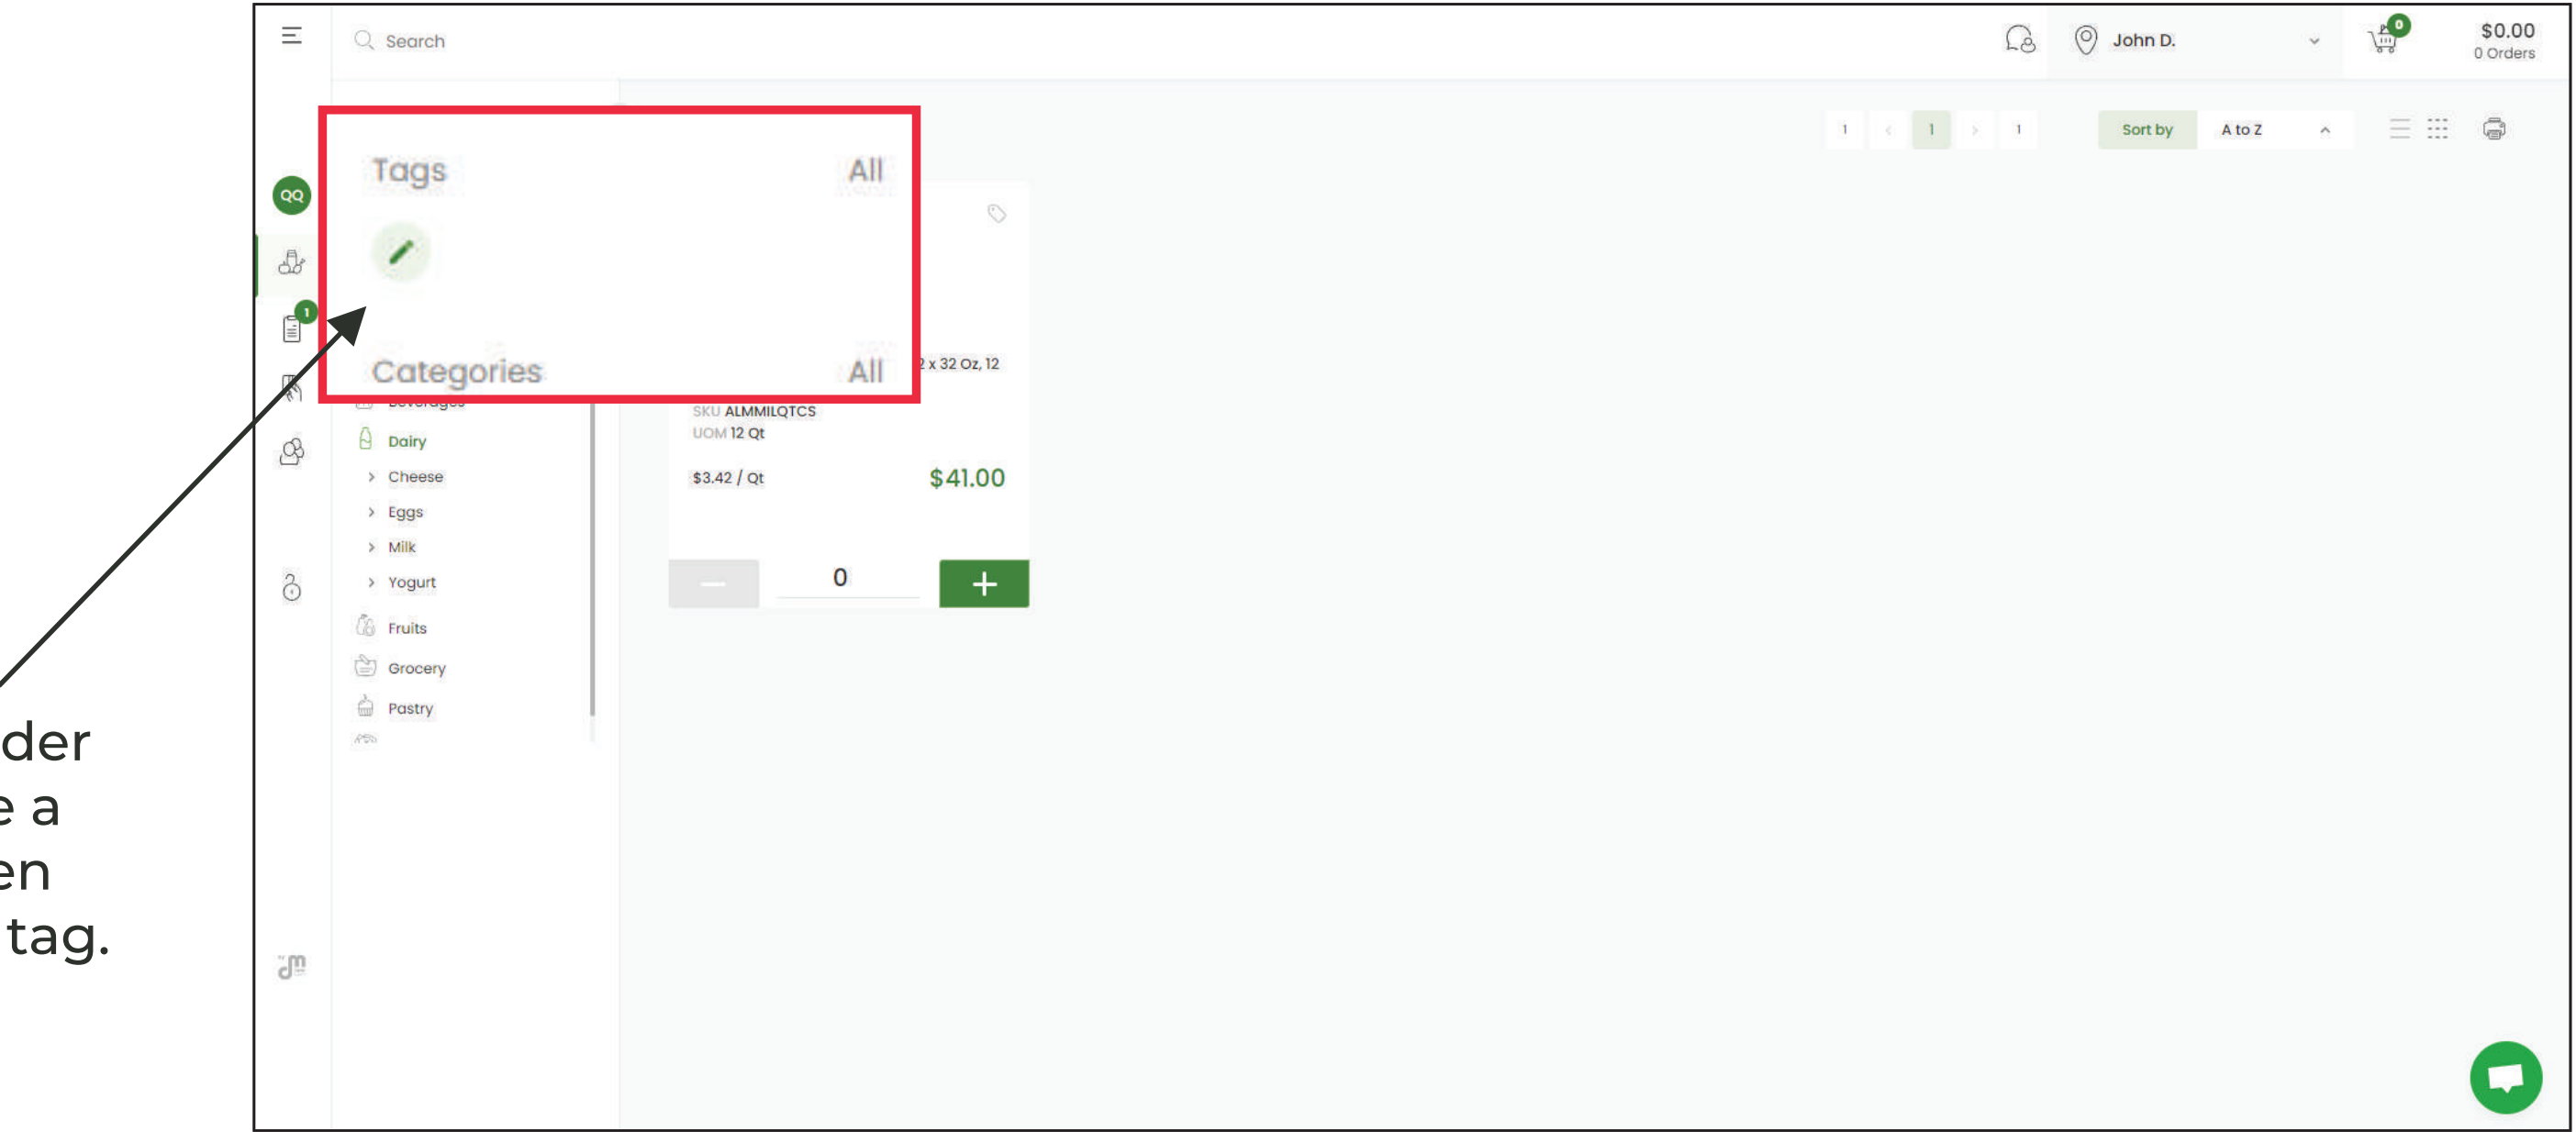 Search
John D.
0
$0.00
0 Orders
1
1
1
Sort by
A to Z
Tags
All
QQ
1
Categories
All
2 x 32 Oz, 12
SKU ALMMILQTCS
UOM 12 Qt
$3.42 / Qt
$41.00
0
Beverages
Dairy
Cheese
Eggs
Milk
Yogurt
Fruits
Grocery
Pastry
der
e a
en
tag.